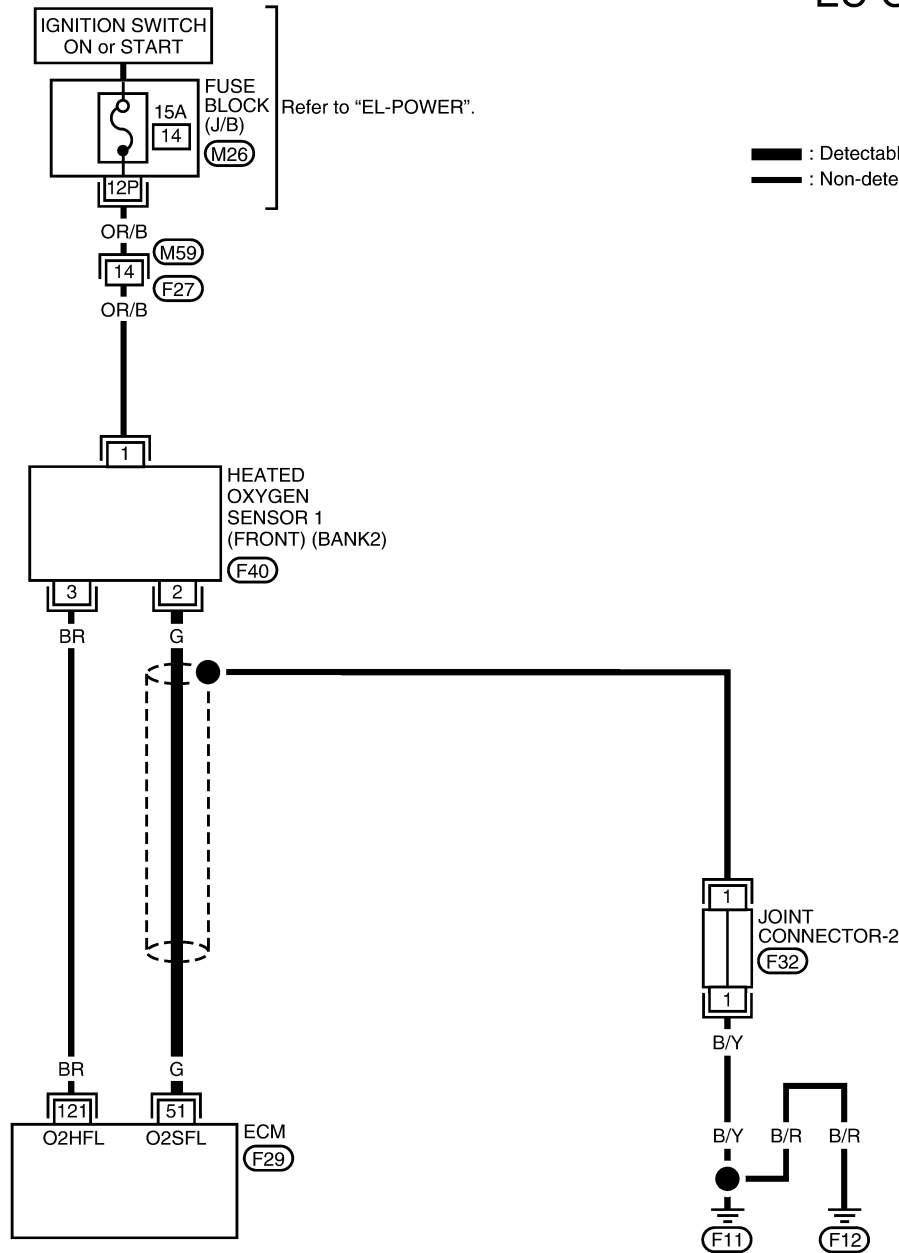 IGNITION SWITCH
ON or START
FUSE
BLOCK
(J/B)
Refer to “EL-POWER”.
15A
14
M26
12P
: Detectabl
: Non-dete
OR/B
M59
14
F27
OR/B
1
HEATED
OXYGEN
SENSOR 1
(FRONT) (BANK2)
F40
3
2
BR
G
1
JOINT
CONNECTOR-2
F32
1
B/Y
BR
G
121
51
O2HFL
O2SFL
ECM
F29
B/Y
B/R
B/R
F11
F12